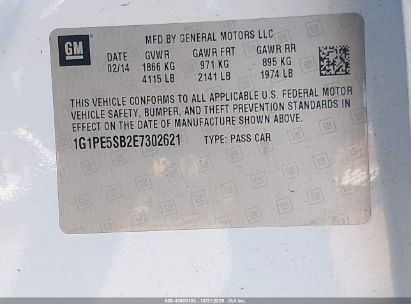 GM
MFD BY GENERAL MOTORS LLC
DATE GVWR GAWR FRT GAWR RR
02/14 1866 KG 971 KG 895 KG
4115 LB 2141 LB 1974 LB
THIS VEHICLE CONFORMS TO ALL APPLICABLE U.S. FEDERAL MOTOR
VEHICLE SAFETY, BUMPER, AND THEFT PREVENTION STANDARDS IN
EFFECT ON THE DATE OF MANUFACTURE SHOWN ABOVE.
1G1PE5SB2E7302621 TYPE: PASS CAR